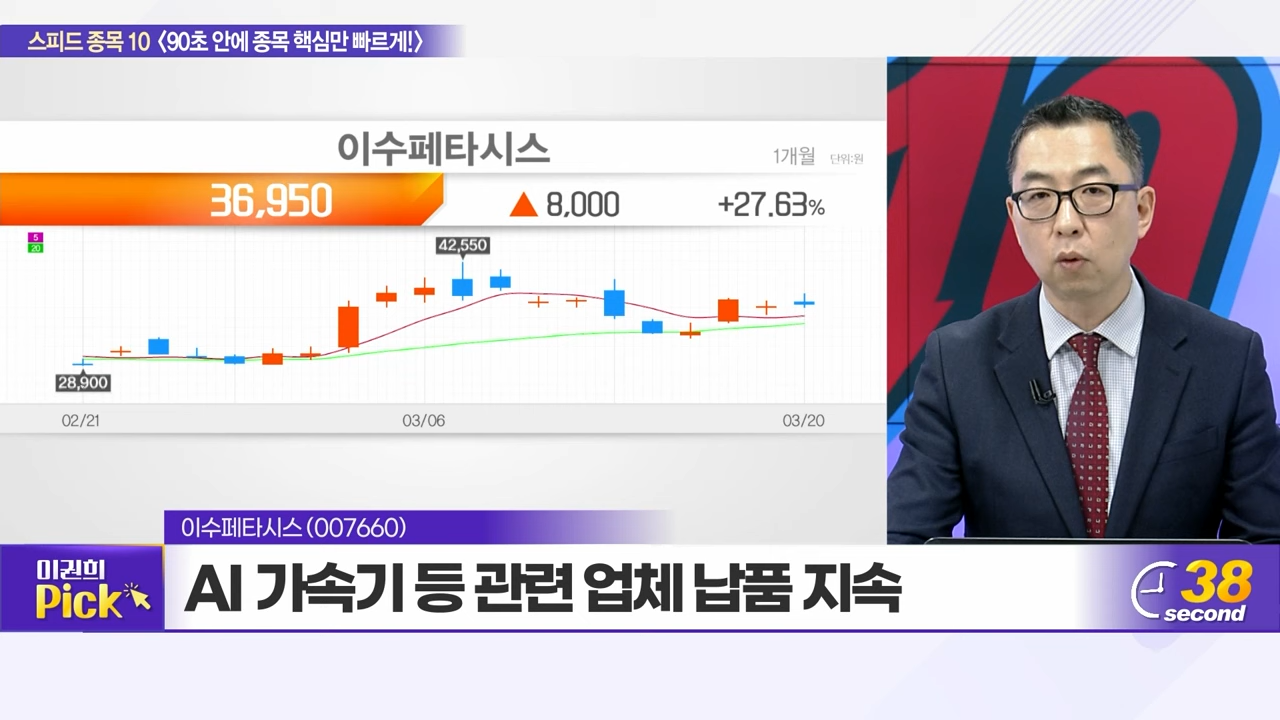 스피드 종목 10 〈90초 안에 종목 핵심만 빠르게!〉
이수페타시스
1개월 단위:원
36,950 ▲ 8,000 +27.63%
5
20
42,550
28,900
02/21 03/06 03/20
이수페타시스 (007660)
이권희
Pick
AI 가속기 등 관련 업체 납품 지속
38
second